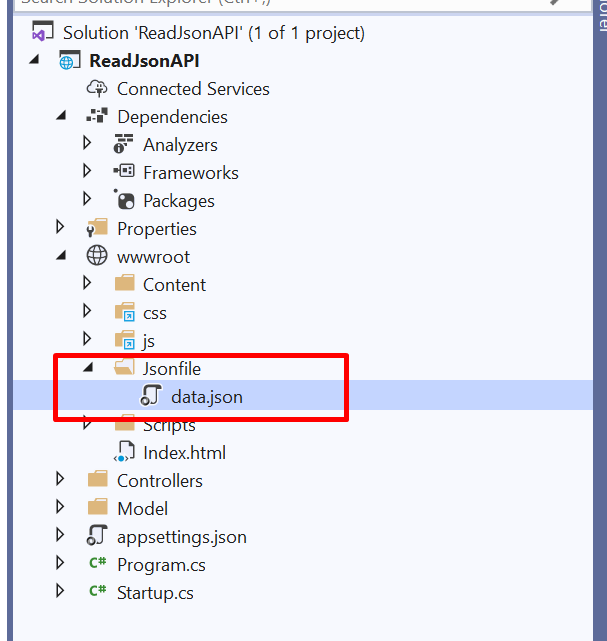 Search Solution Explorer (Ctrl+;)
Solution 'ReadJsonAPI' (1 of 1 project)
ReadJsonAPI
Connected Services
Dependencies
Analyzers
Frameworks
Packages
Properties
wwwroot
Content
css
js
Jsonfile
data.json
Scripts
Index.html
Controllers
Model
appsettings.json
C# Program.cs
C# Startup.cs